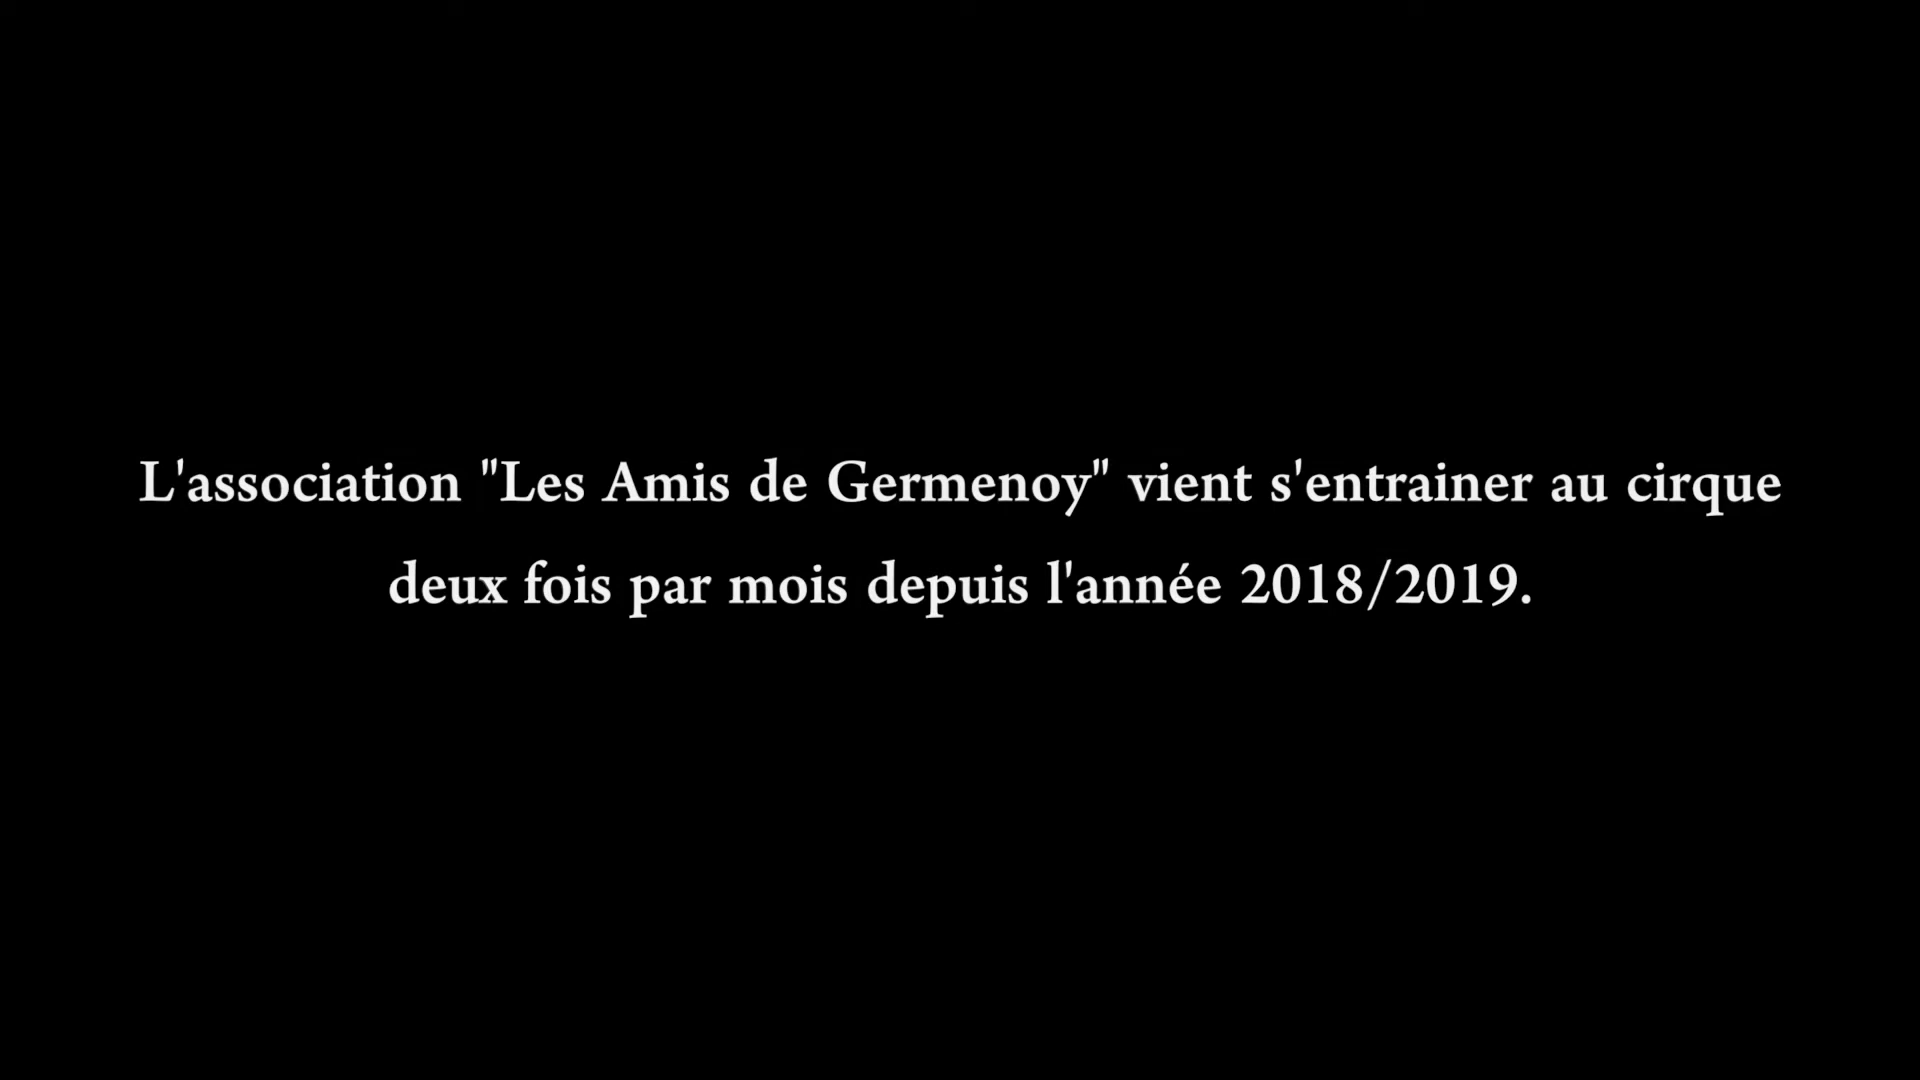 L'association "Les Amis de Germenoy" vient s'entrainer au cirque
deux fois par mois depuis l'année 2018/2019.